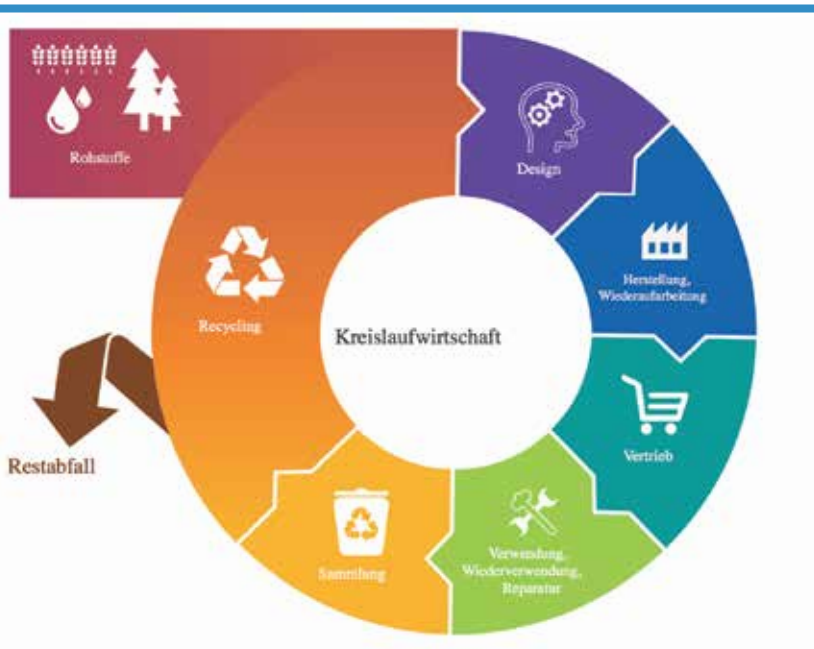 Rohstoffe
Design
Herstellung,
Wiederaufarbeitung
Recycling
Kreislaufwirtschaft
Vertrieb
Restabfall
Verwendung,
Wiederverwendung,
Reparatur
Sammlung